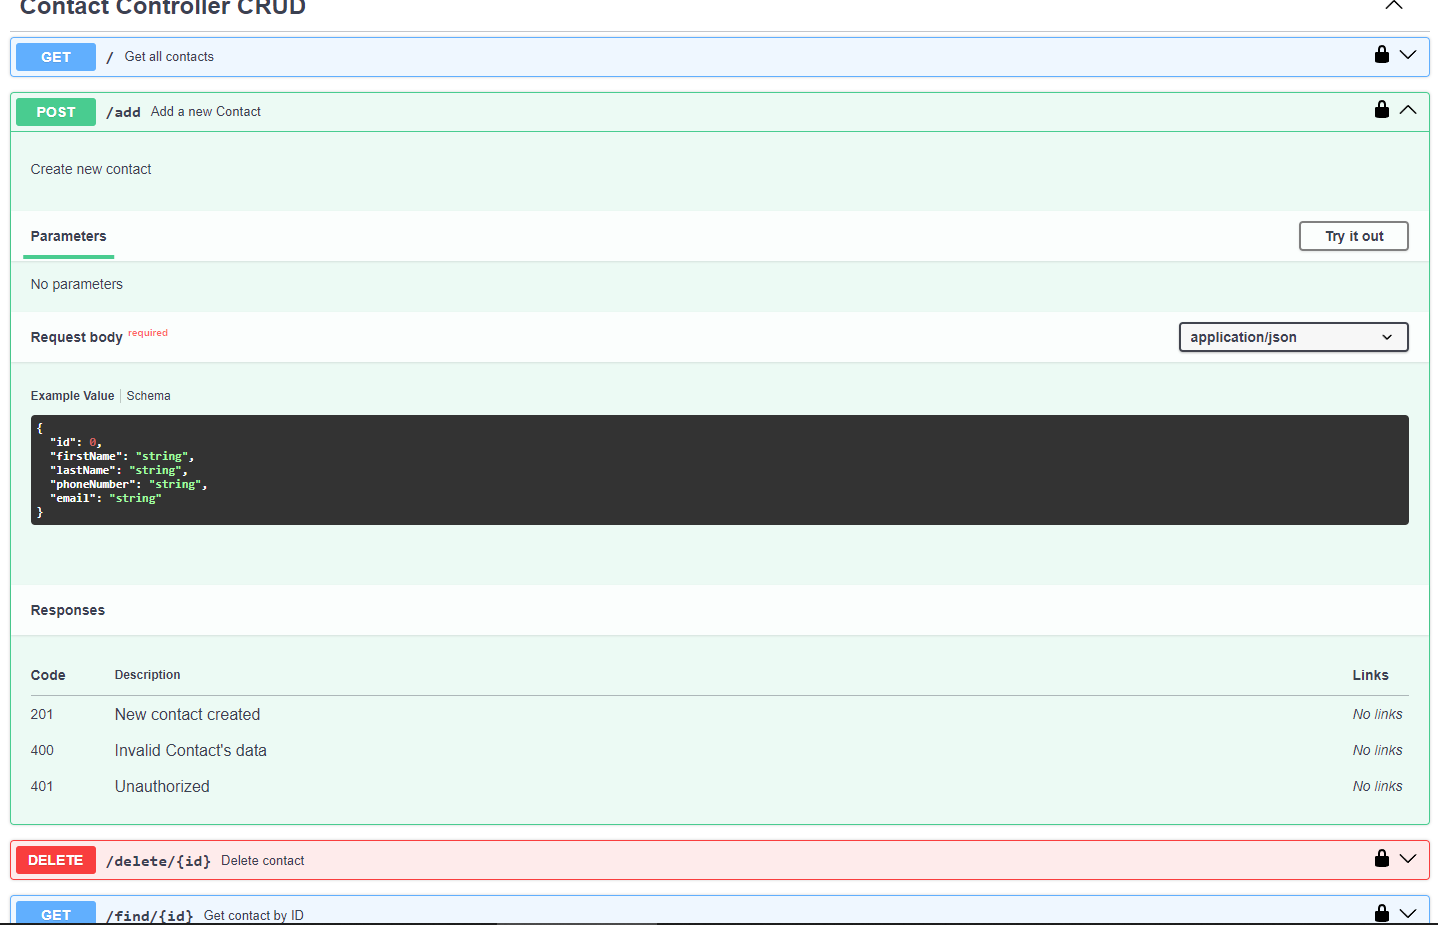 Contact Controller CRUD
GET / Get all contacts
POST /add Add a new Contact
Create new contact
Parameters Try it out
No parameters
Request body required application/json
Example Value Schema
{
"id": 0,
"firstName": "string",
"lastName": "string",
"phoneNumber": "string",
"email": "string"
}
Responses
Code Description Links
201 New contact created No links
400 Invalid Contact's data No links
401 Unauthorized No links
DELETE /delete/{id} Delete contact
GET /find/{id} Get contact by ID